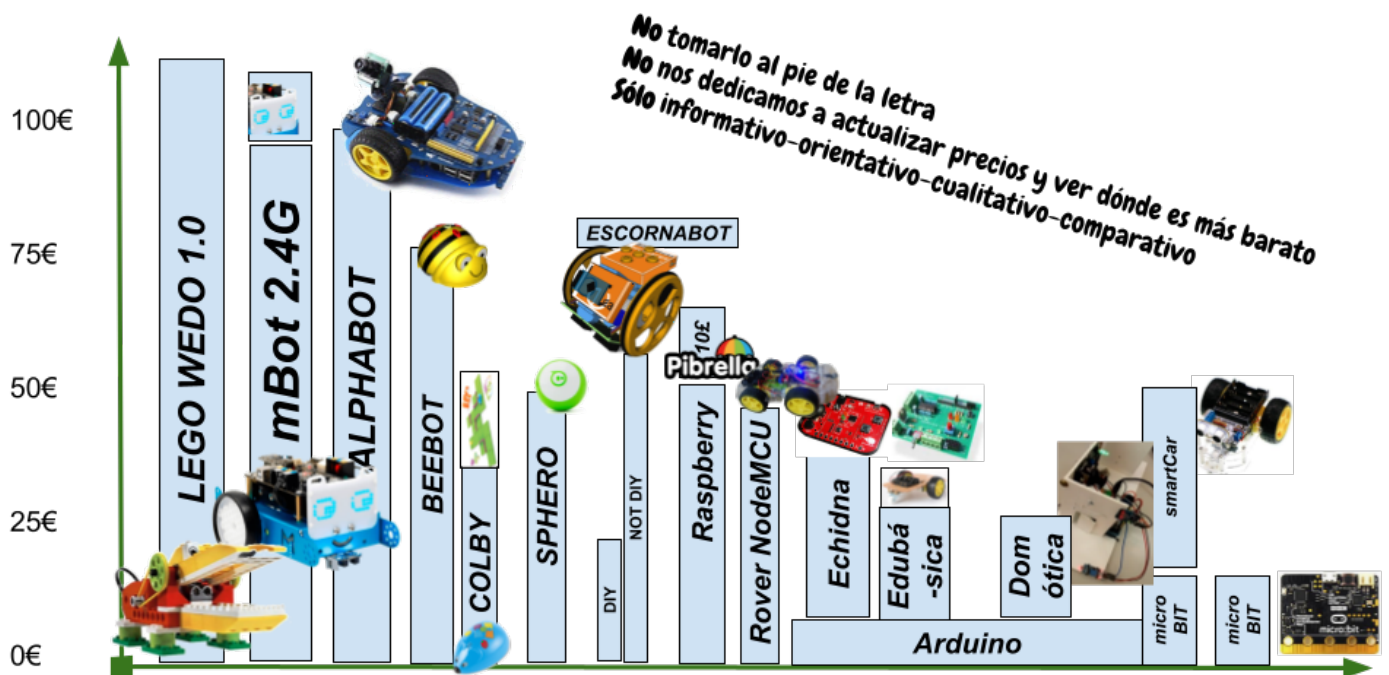 No tomarlo al pie de la letra
No nos dedicamos a actualizar precios y ver dónde es más barato
Sólo informativo-orientativo-cualitativo-comparativo
100€
75€
50€
25€
0€
LEGO WEDO 1.0
mBot 2.4G
ALPHABOT
BEEBOT
COLBY
SPHERO
ESCORNABOT
DIY
NOT DIY
10£
Pibrella
Raspberry
Rover NodeMCU
Echidna
Edubá
-sica
Dom
ótica
Arduino
smartCar
micro
BIT
micro
BIT
micro:bit